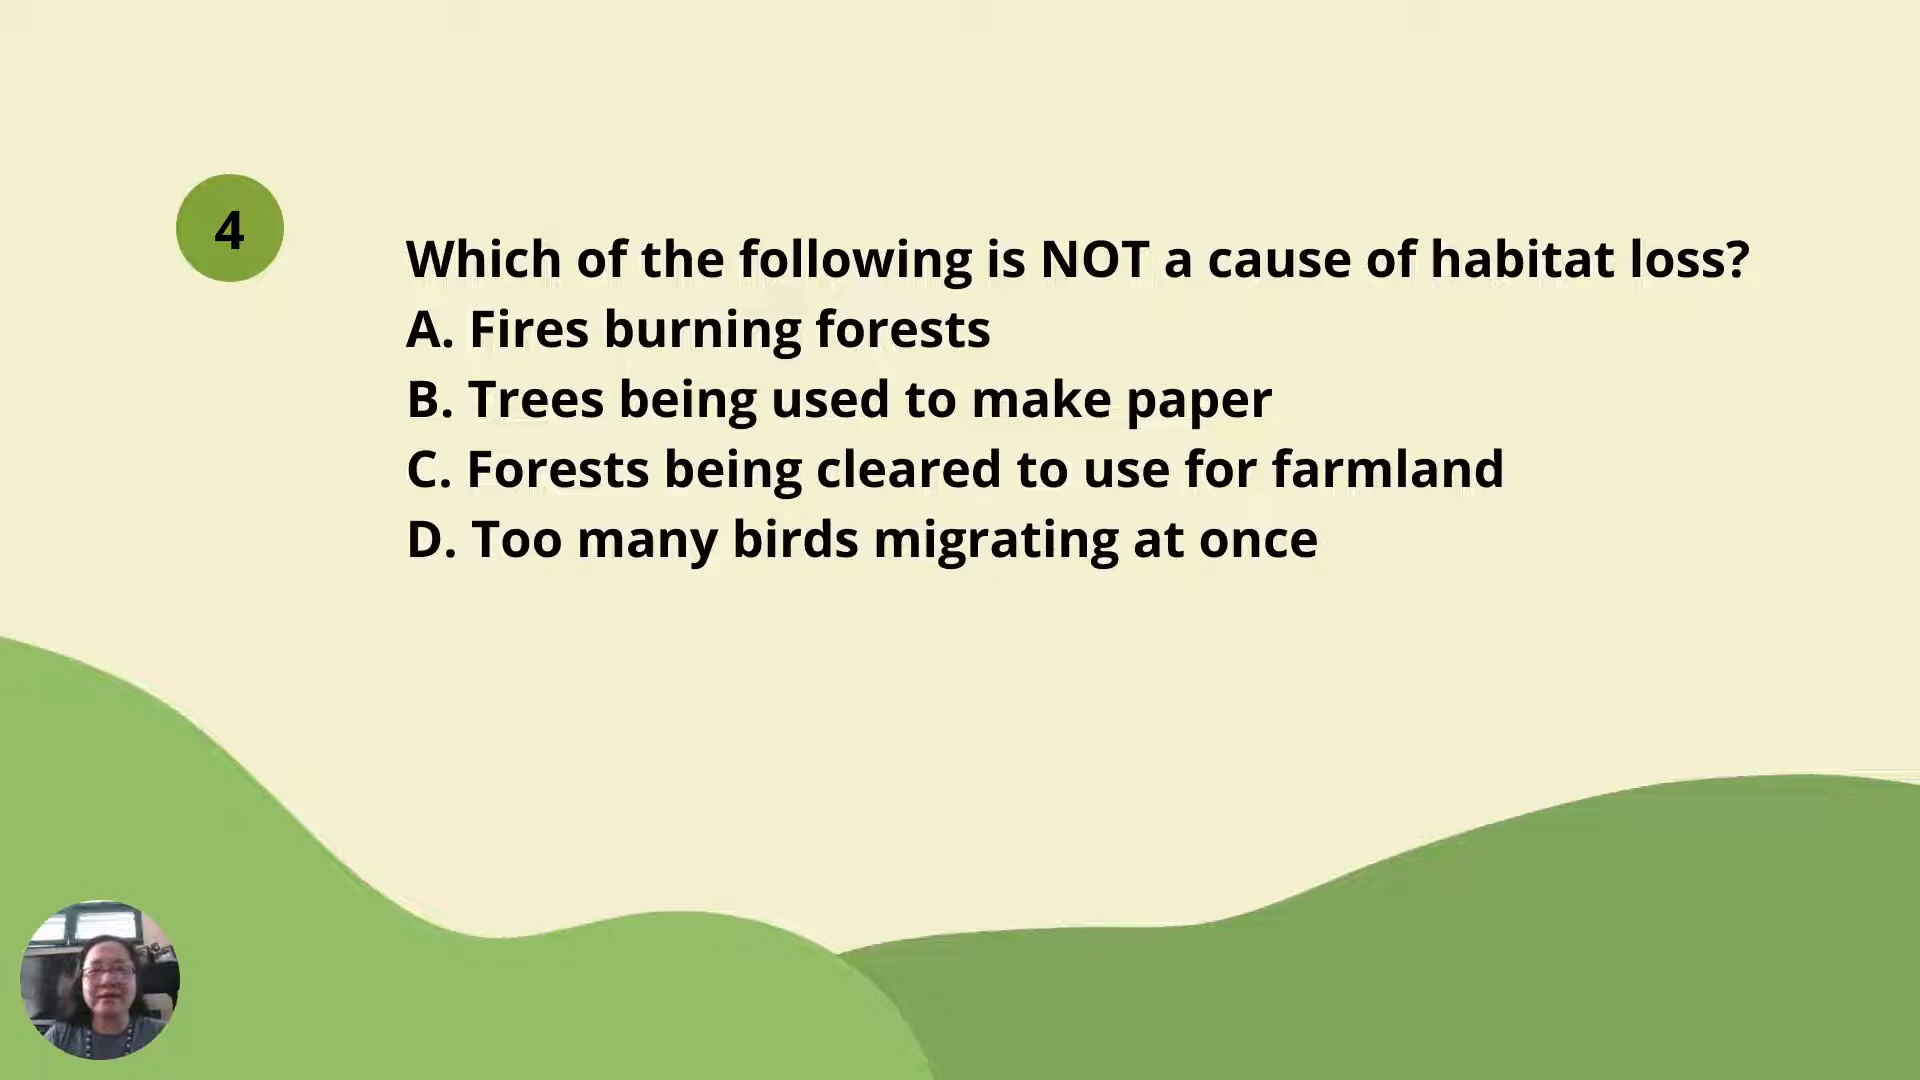 4
Which of the following is NOT a cause of habitat loss?
A. Fires burning forests
B. Trees being used to make paper
C. Forests being cleared to use for farmland
D. Too many birds migrating at once